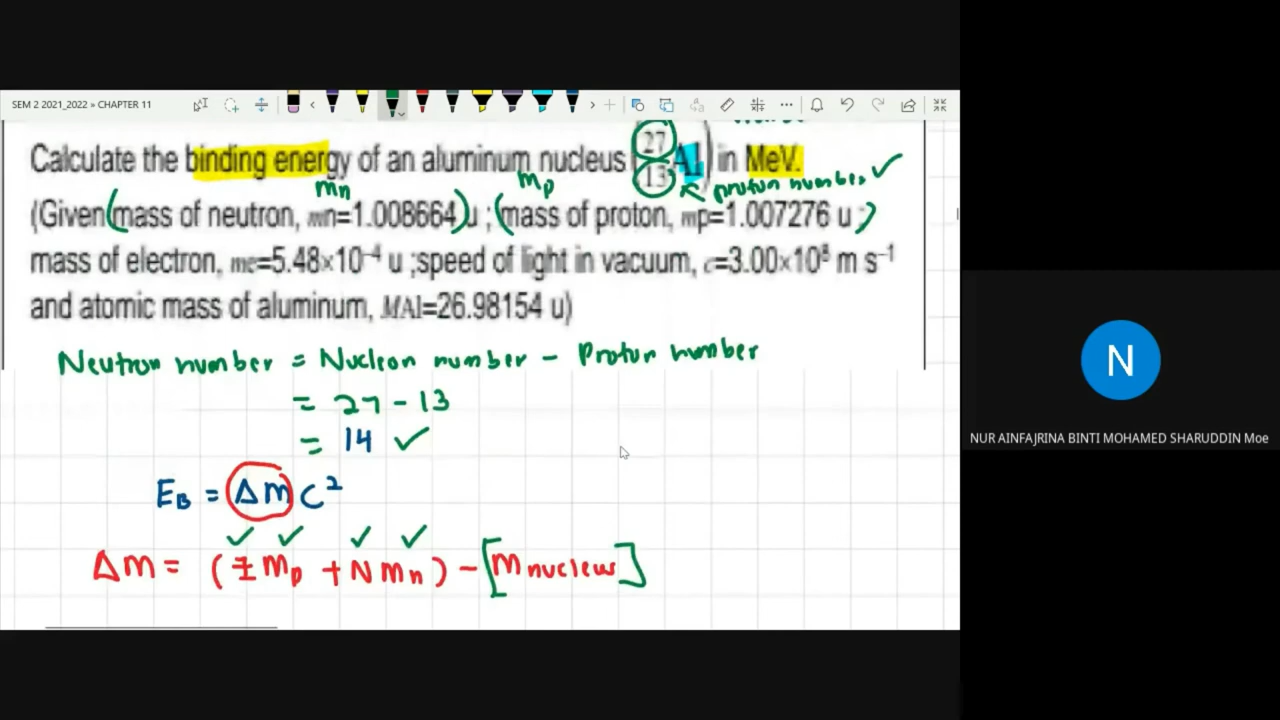 SEM 2 2021_2022 » CHAPTER 11
Calculate the binding energy of an aluminum nucleus (27 13 Al) in MeV.
mn mp proton number ✓
(Given (mass of neutron, mn=1.008664) u ; (mass of proton, mp=1.007276 u ;)
mass of electron, me=5.48×10⁻⁴ u ;speed of light in vacuum, c=3.00×10⁸ m s⁻¹
and atomic mass of aluminum, MAl=26.98154 u)
Neutron number = Nucleon number - Proton number
= 27 - 13
= 14 ✓
E_B = Δm c²
✓ ✓ ✓ ✓
Δm = (Z m_p + N m_n) - [m nucleus]
N
NUR AINFAJRINA BINTI MOHAMED SHARUDDIN Moe